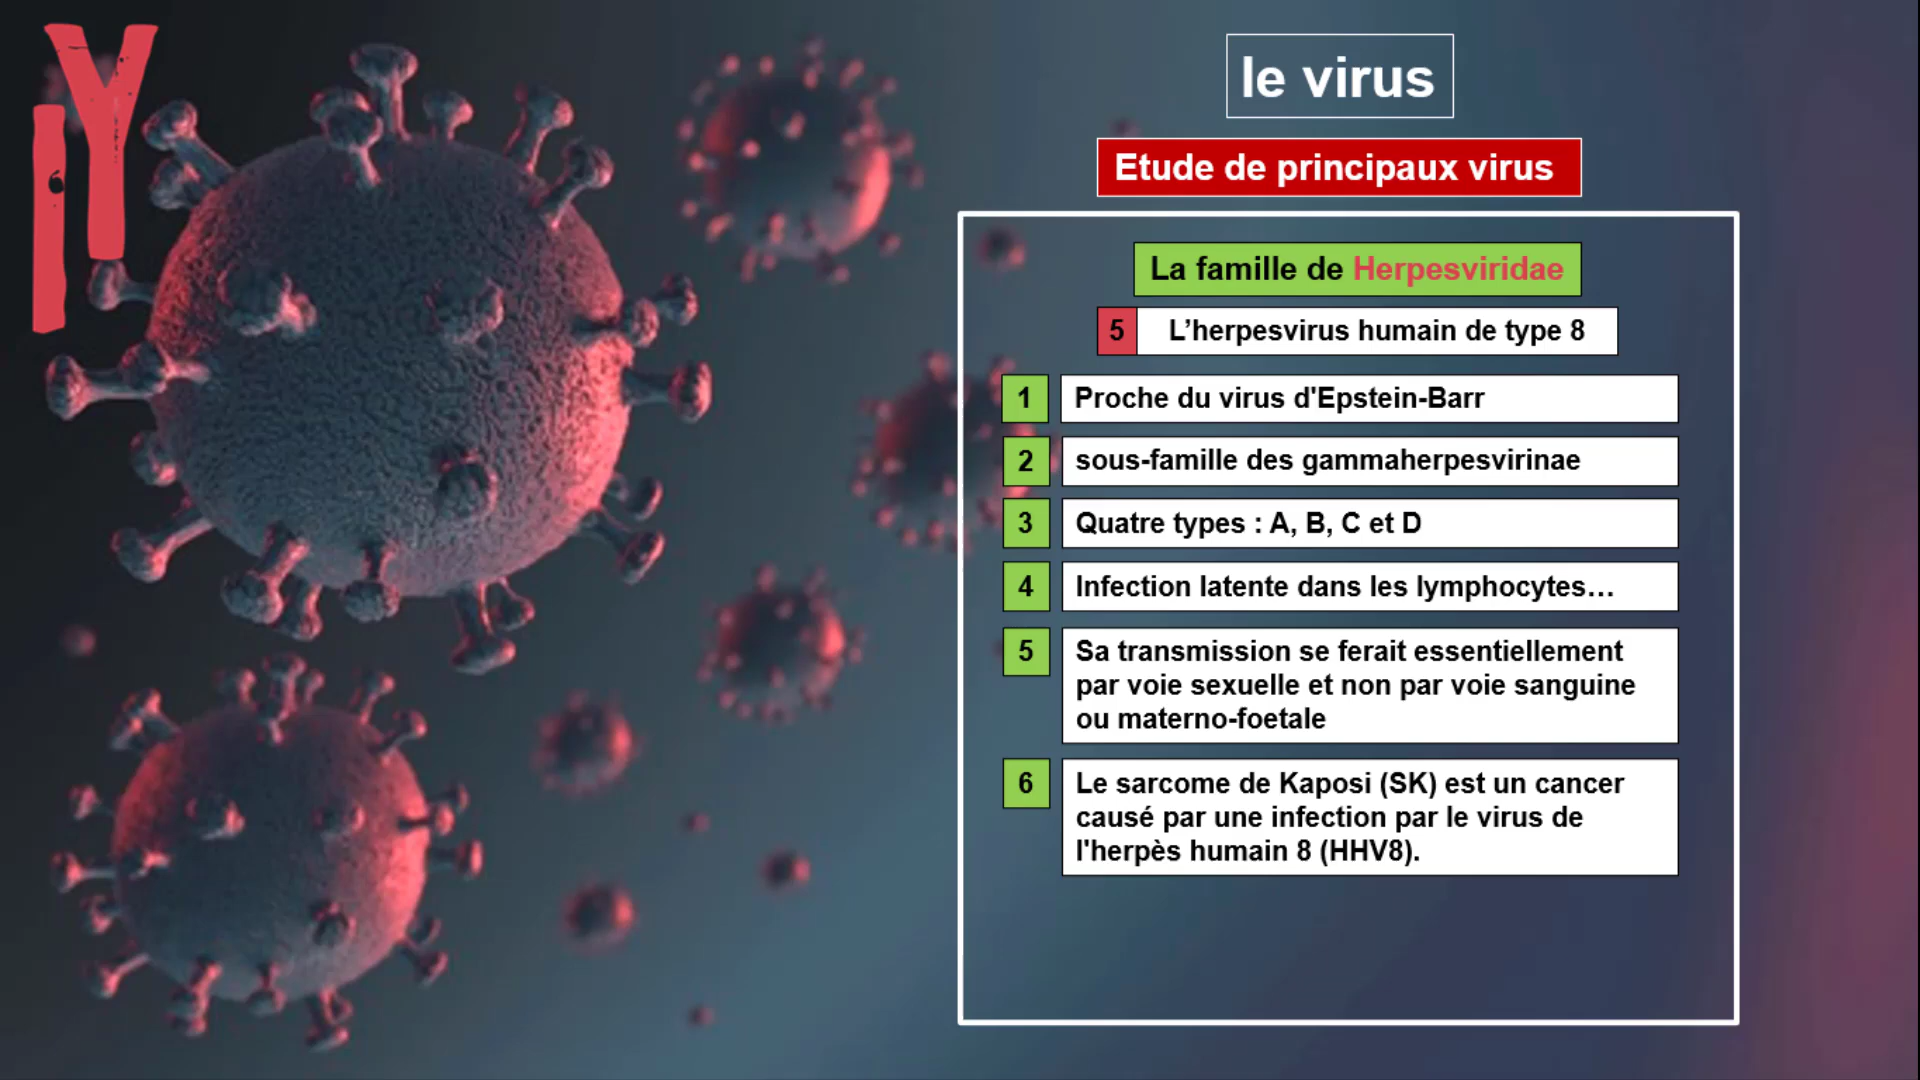 le virus
Etude de principaux virus
La famille de Herpesviridae
5 L’herpesvirus humain de type 8
1 Proche du virus d'Epstein-Barr
2 sous-famille des gammaherpesvirinae
3 Quatre types : A, B, C et D
4 Infection latente dans les lymphocytes…
5 Sa transmission se ferait essentiellement
par voie sexuelle et non par voie sanguine
ou materno-foetale
6 Le sarcome de Kaposi (SK) est un cancer
causé par une infection par le virus de
l'herpès humain 8 (HHV8).